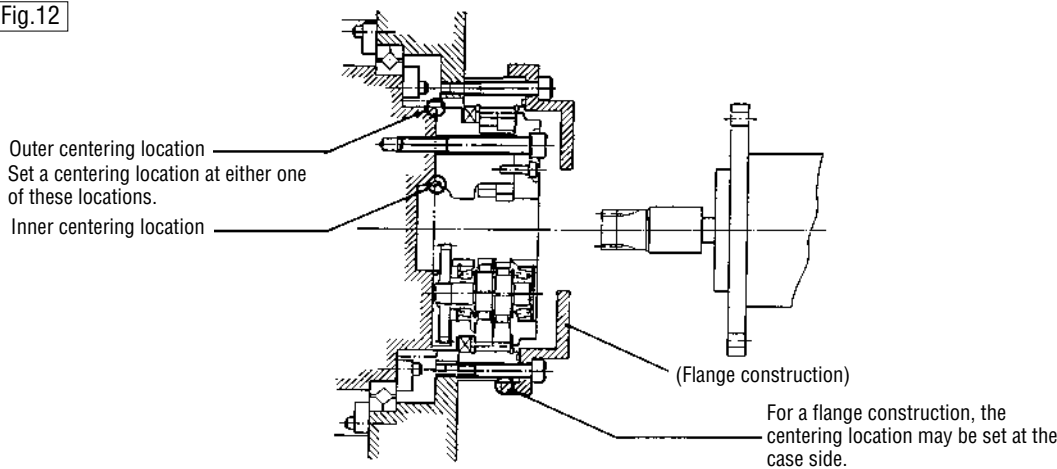 Fig.12
Outer centering location
Set a centering location at either one
of these locations.
Inner centering location
(Flange construction)
For a flange construction, the
centering location may be set at the
case side.